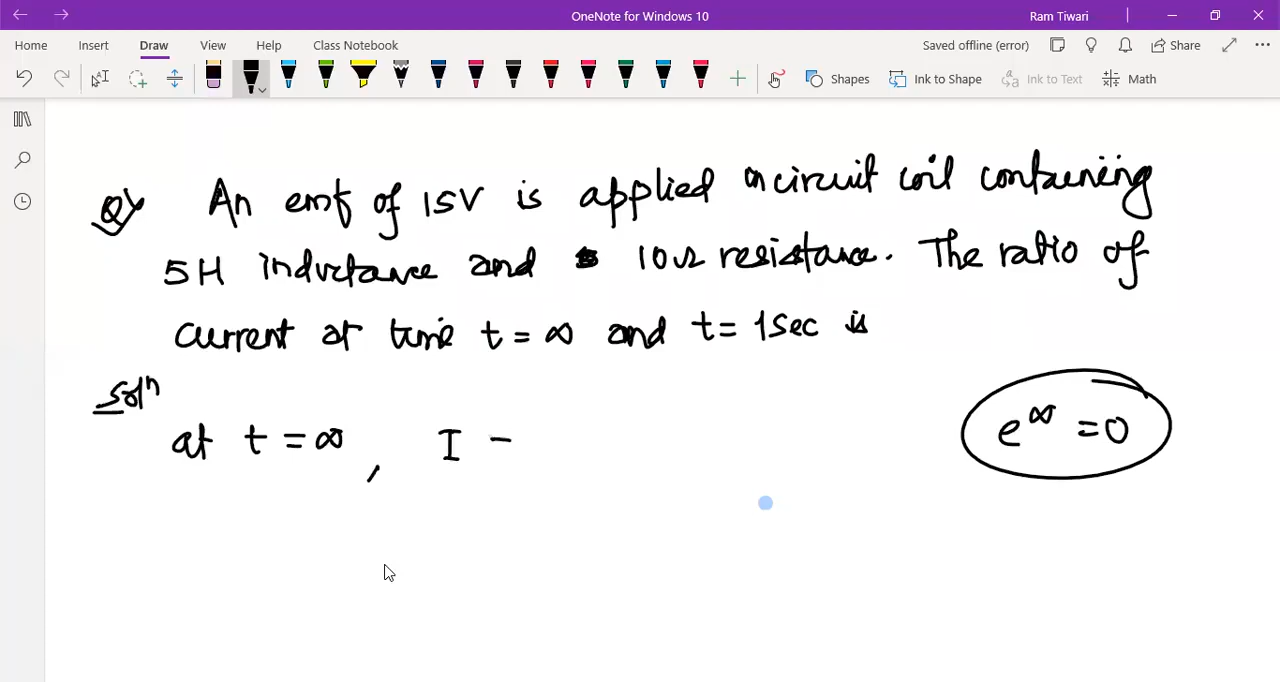 OneNote for Windows 10
Ram Tiwari
Home Insert Draw View Help Class Notebook
Saved offline (error) Share
Shapes Ink to Shape Ink to Text Math
Q) An emf of 15V is applied in circuit coil containing
5H inductance and 10Ω resistance. The ratio of
current at time t = ∞ and t = 1sec is
Solⁿ
e^∞ = 0
at t = ∞, I -